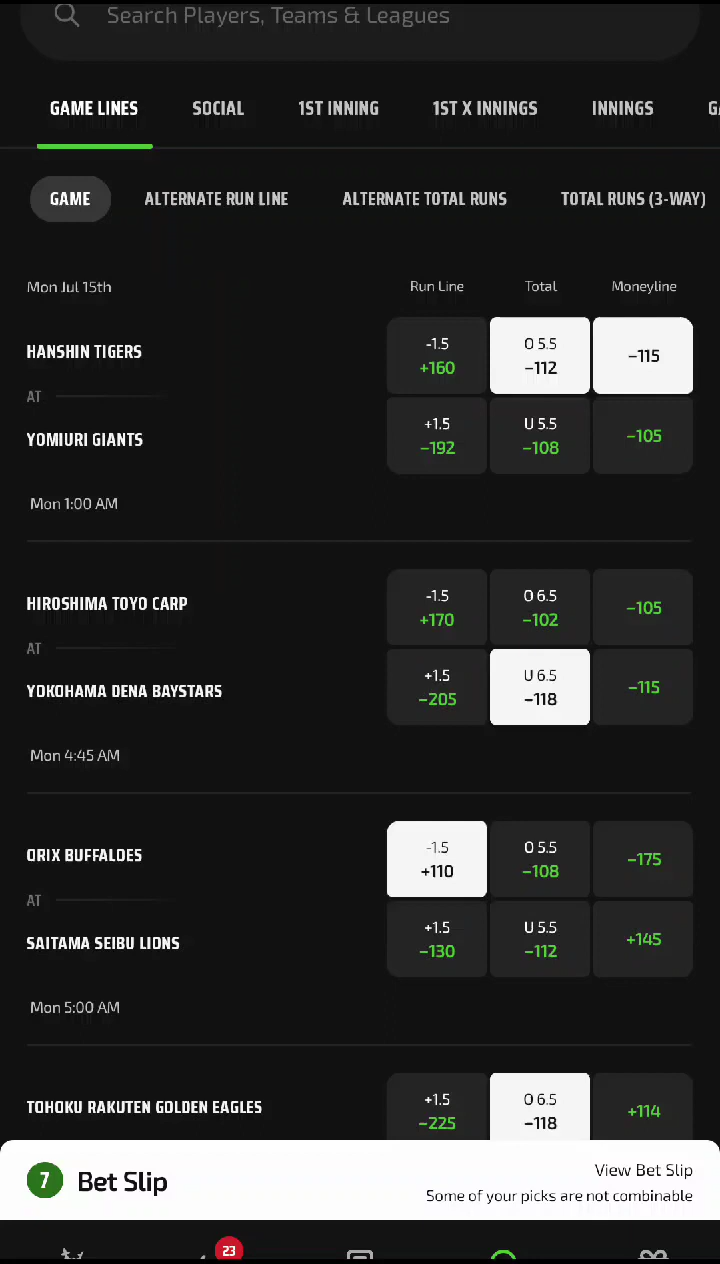 Search Players, Teams & Leagues
GAME LINES SOCIAL 1ST INNING 1ST X INNINGS INNINGS
GAME ALTERNATE RUN LINE ALTERNATE TOTAL RUNS TOTAL RUNS (3-WAY)
Mon Jul 15th Run Line Total Moneyline
HANSHIN TIGERS
-1.5 O 5.5
+160 −112 −115
AT
YOMIURI GIANTS
+1.5 U 5.5
−192 −108 −105
Mon 1:00 AM
HIROSHIMA TOYO CARP
-1.5 O 6.5
+170 −102 −105
AT
YOKOHAMA DENA BAYSTARS
+1.5 U 6.5
−205 −118 −115
Mon 4:45 AM
ORIX BUFFALOES
-1.5 O 5.5
+110 −108 −175
AT
SAITAMA SEIBU LIONS
+1.5 U 5.5
−130 −112 +145
Mon 5:00 AM
TOHOKU RAKUTEN GOLDEN EAGLES
+1.5 O 6.5
−225 −118 +114
7 Bet Slip
View Bet Slip
Some of your picks are not combinable
23